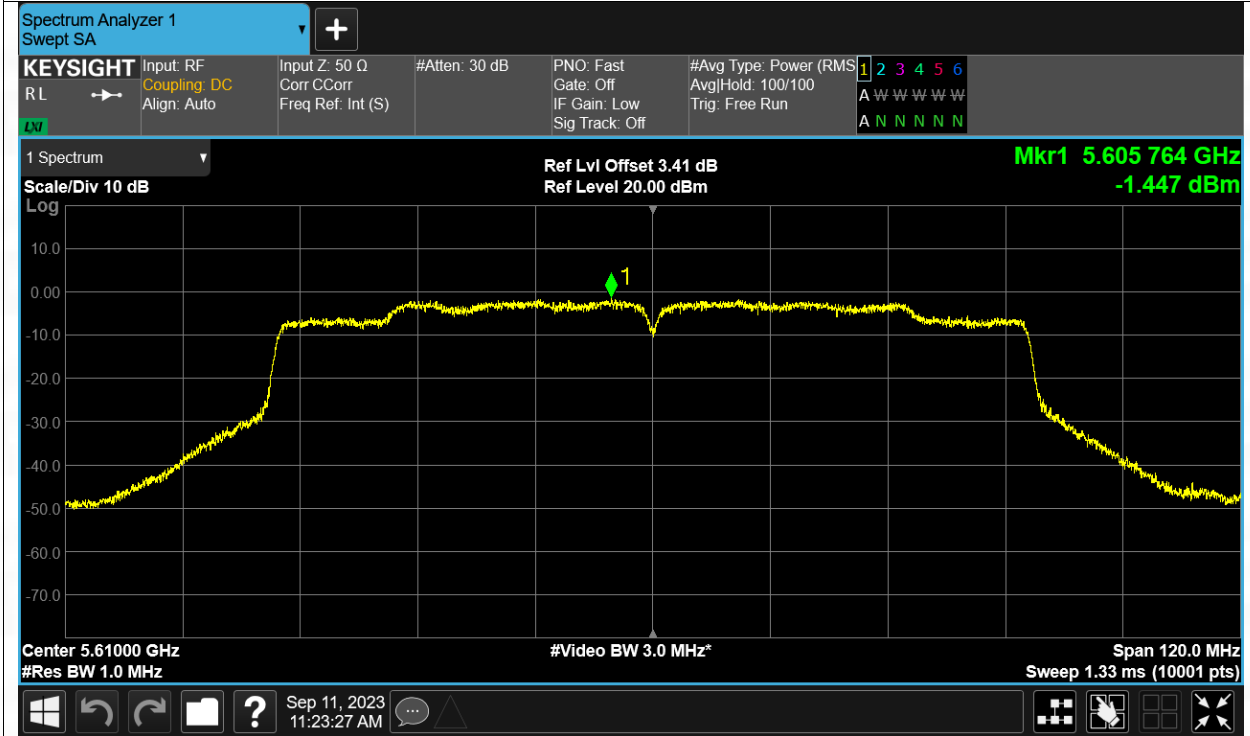 Spectrum Analyzer 1
Swept SA
KEYSIGHT
R L
LXI
Input: RF
Coupling: DC
Align: Auto
Input Z: 50 Ω
Corr CCorr
Freq Ref: Int (S)
#Atten: 30 dB
PNO: Fast
Gate: Off
IF Gain: Low
Sig Track: Off
#Avg Type: Power (RMS
Avg|Hold: 100/100
Trig: Free Run
1 2 3 4 5 6
A W W W W W
A N N N N N
1 Spectrum
Scale/Div 10 dB
Log
Ref Lvl Offset 3.41 dB
Ref Level 20.00 dBm
Mkr1 5.605 764 GHz
-1.447 dBm
10.0
0.00
-10.0
-20.0
-30.0
-40.0
-50.0
-60.0
-70.0
1
Center 5.61000 GHz
#Res BW 1.0 MHz
#Video BW 3.0 MHz*
Span 120.0 MHz
Sweep 1.33 ms (10001 pts)
?
Sep 11, 2023
11:23:27 AM